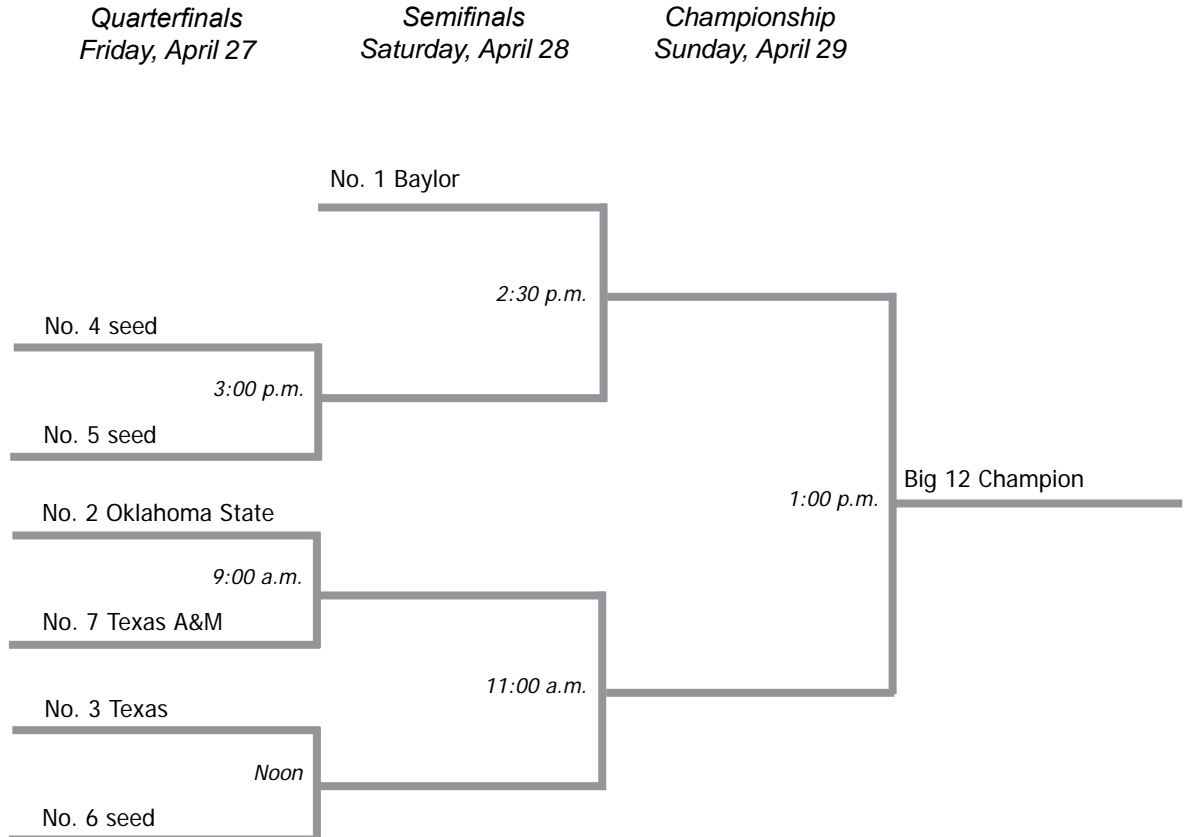 Quarterfinals
Friday, April 27
Semifinals
Saturday, April 28
Championship
Sunday, April 29
No. 1 Baylor
2:30 p.m.
No. 4 seed
3:00 p.m.
No. 5 seed
Big 12 Champion
1:00 p.m.
No. 2 Oklahoma State
9:00 a.m.
No. 7 Texas A&M
11:00 a.m.
No. 3 Texas
Noon
No. 6 seed